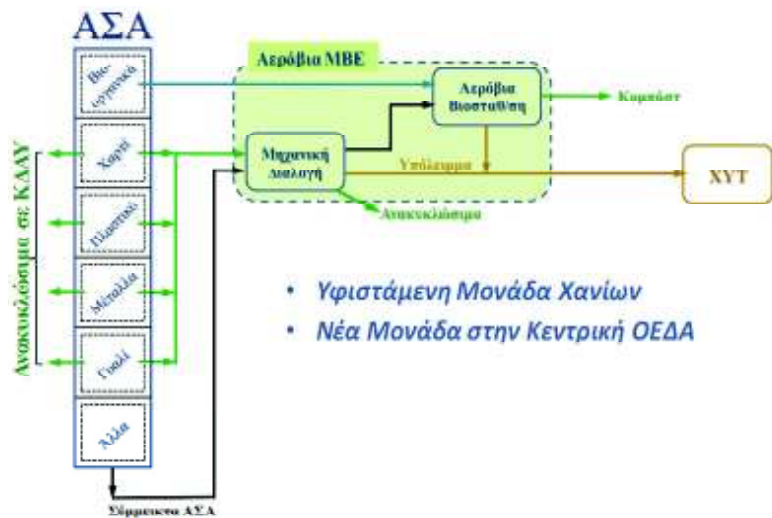 ΑΣΑ
Βιο-
οργανικά
Χαρτί
Πλαστικό
Μέταλλα
Γυαλί
Άλλα
Ανακυκλώσιμα σε ΚΔΑΥ
Σύμμεικτα ΑΣΑ
Αερόβια ΜΒΕ
Αερόβια
Βιοσταθ/ση
Κομπόστ
Μηχανική
Διαλογή
Υπόλειμμα
ΧΥΤ
Ανακυκλώσιμα
• Υφιστάμενη Μονάδα Χανίων
• Νέα Μονάδα στην Κεντρική ΟΕΔΑ